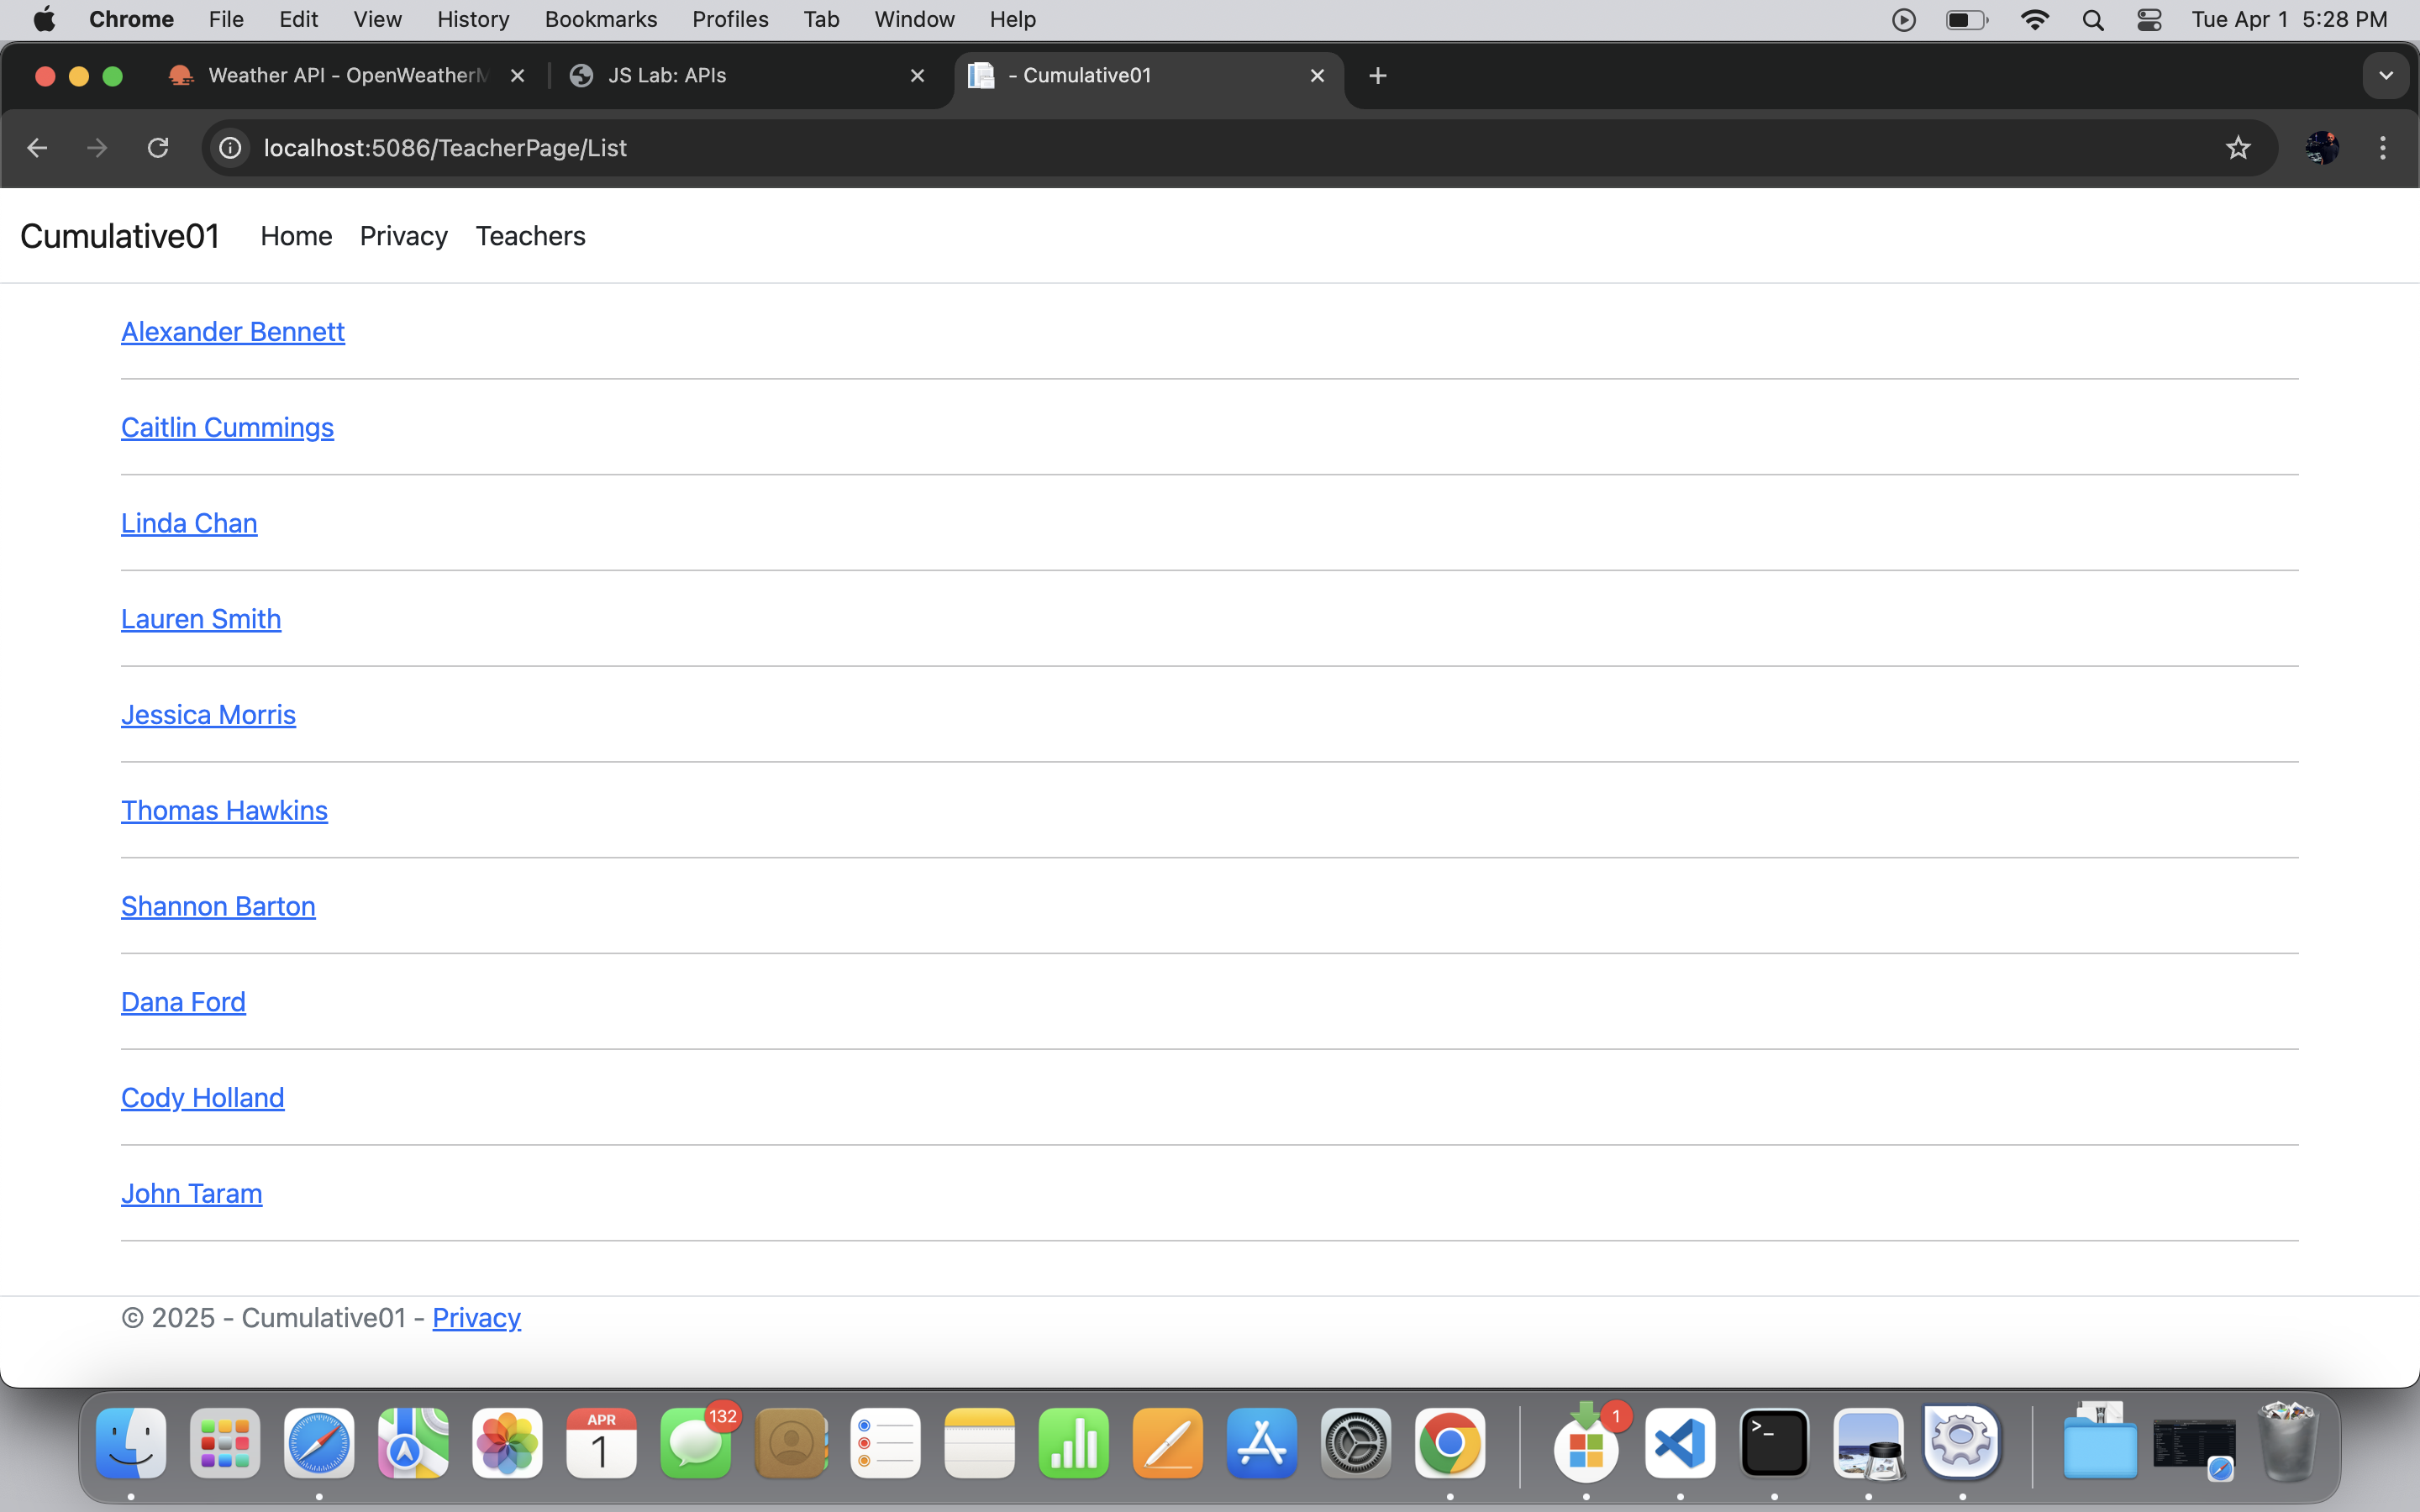 Chrome File Edit View History Bookmarks Profiles Tab Window Help Tue Apr 1 5:28 PM
Weather API - OpenWeatherM JS Lab: APIs - Cumulative01
localhost:5086/TeacherPage/List
Cumulative01 Home Privacy Teachers
Alexander Bennett
Caitlin Cummings
Linda Chan
Lauren Smith
Jessica Morris
Thomas Hawkins
Shannon Barton
Dana Ford
Cody Holland
John Taram
© 2025 - Cumulative01 - Privacy
APR 132 1
1 >_